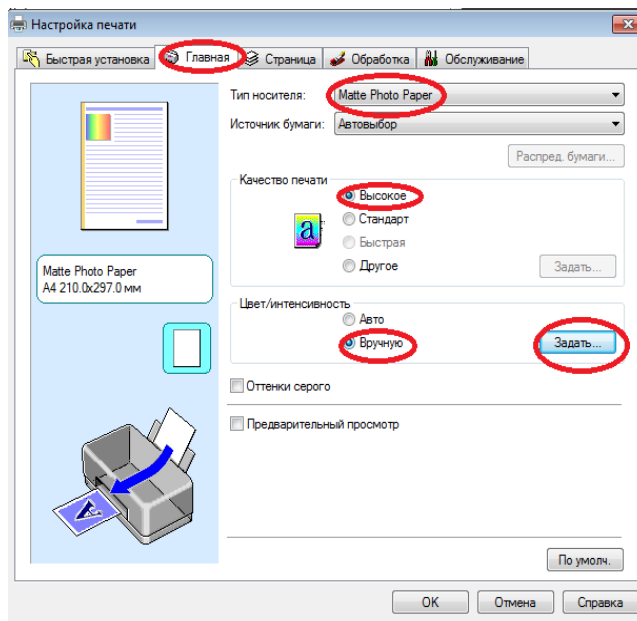 Настройка печати
Быстрая установка Главная Страница Обработка Обслуживание
Тип носителя: Matte Photo Paper
Источник бумаги: Автовыбор
Распред. бумаги...
Качество печати
Высокое
a Стандарт
Быстрая
Matte Photo Paper Другое Задать...
A4 210.0x297.0 мм
Цвет/интенсивность
Авто
Вручную Задать...
Оттенки серого
Предварительный просмотр
A
По умолч.
OK Отмена Справка